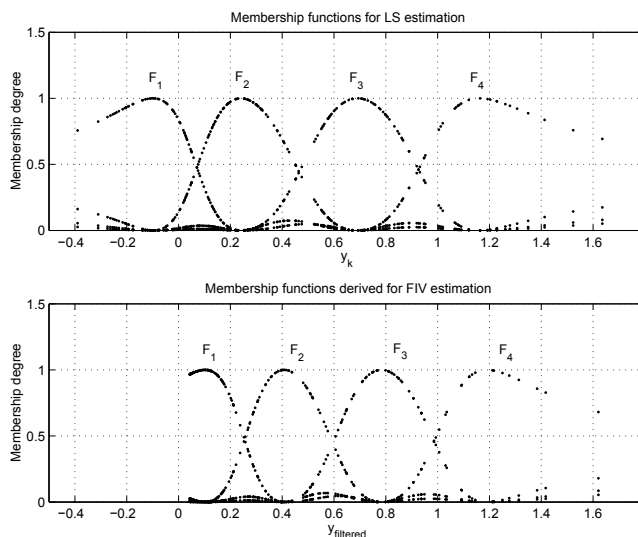 Membership functions for LS estimation
Membership degree
1.5
1
0.5
0
F1 F2 F3 F4
−0.4 −0.2 0 0.2 0.4 0.6 0.8 1 1.2 1.4 1.6
yk
Membership functions derived for FIV estimation
Membership degree
1.5
1
0.5
0
F1 F2 F3 F4
−0.4 −0.2 0 0.2 0.4 0.6 0.8 1 1.2 1.4 1.6
yfiltered